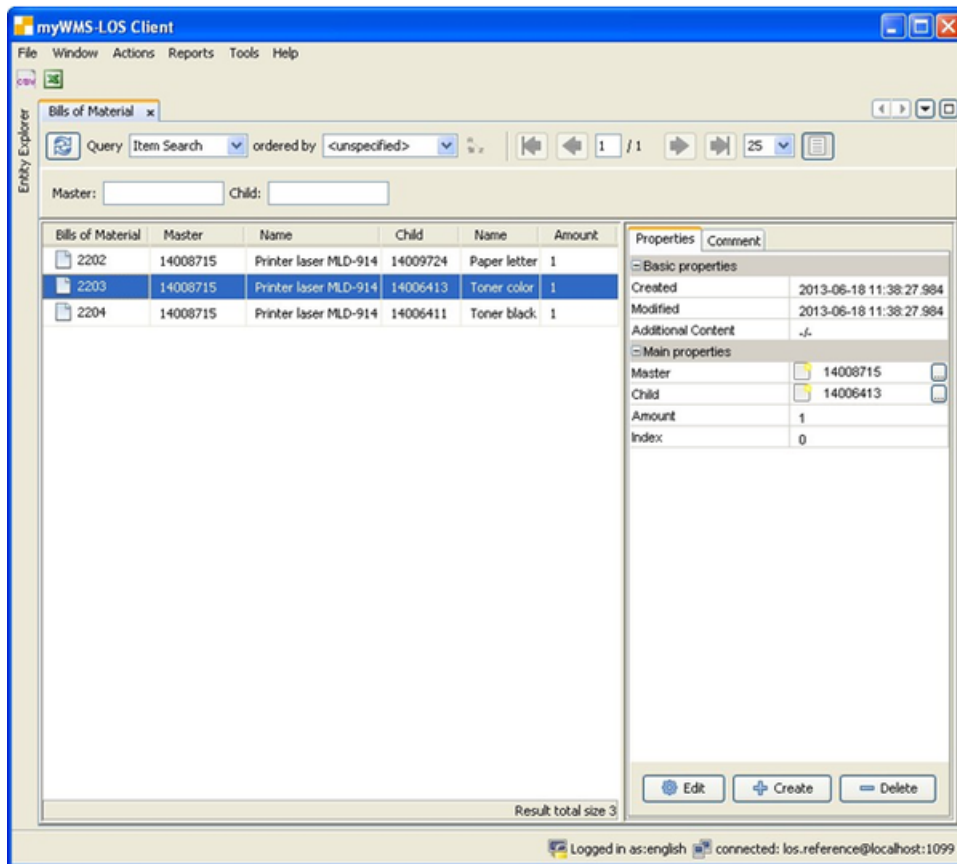 myWMS-LOS Client
File Window Actions Reports Tools Help
csv
Entity Explorer
Bills of Material x
Query Item Search ordered by <unspecified> 1 / 1 25
Master: Child:
Bills of Material Master Name Child Name Amount
2202 14008715 Printer laser MLD-914 14009724 Paper letter 1
2203 14008715 Printer laser MLD-914 14006413 Toner color 1
2204 14008715 Printer laser MLD-914 14006411 Toner black 1
Result total size 3
Properties Comment
Basic properties
Created 2013-06-18 11:38:27.984
Modified 2013-06-18 11:38:27.984
Additional Content -/-
Main properties
Master 14008715 ...
Child 14006413 ...
Amount 1
Index 0
Edit Create Delete
Logged in as:english connected: los.reference@localhost:1099